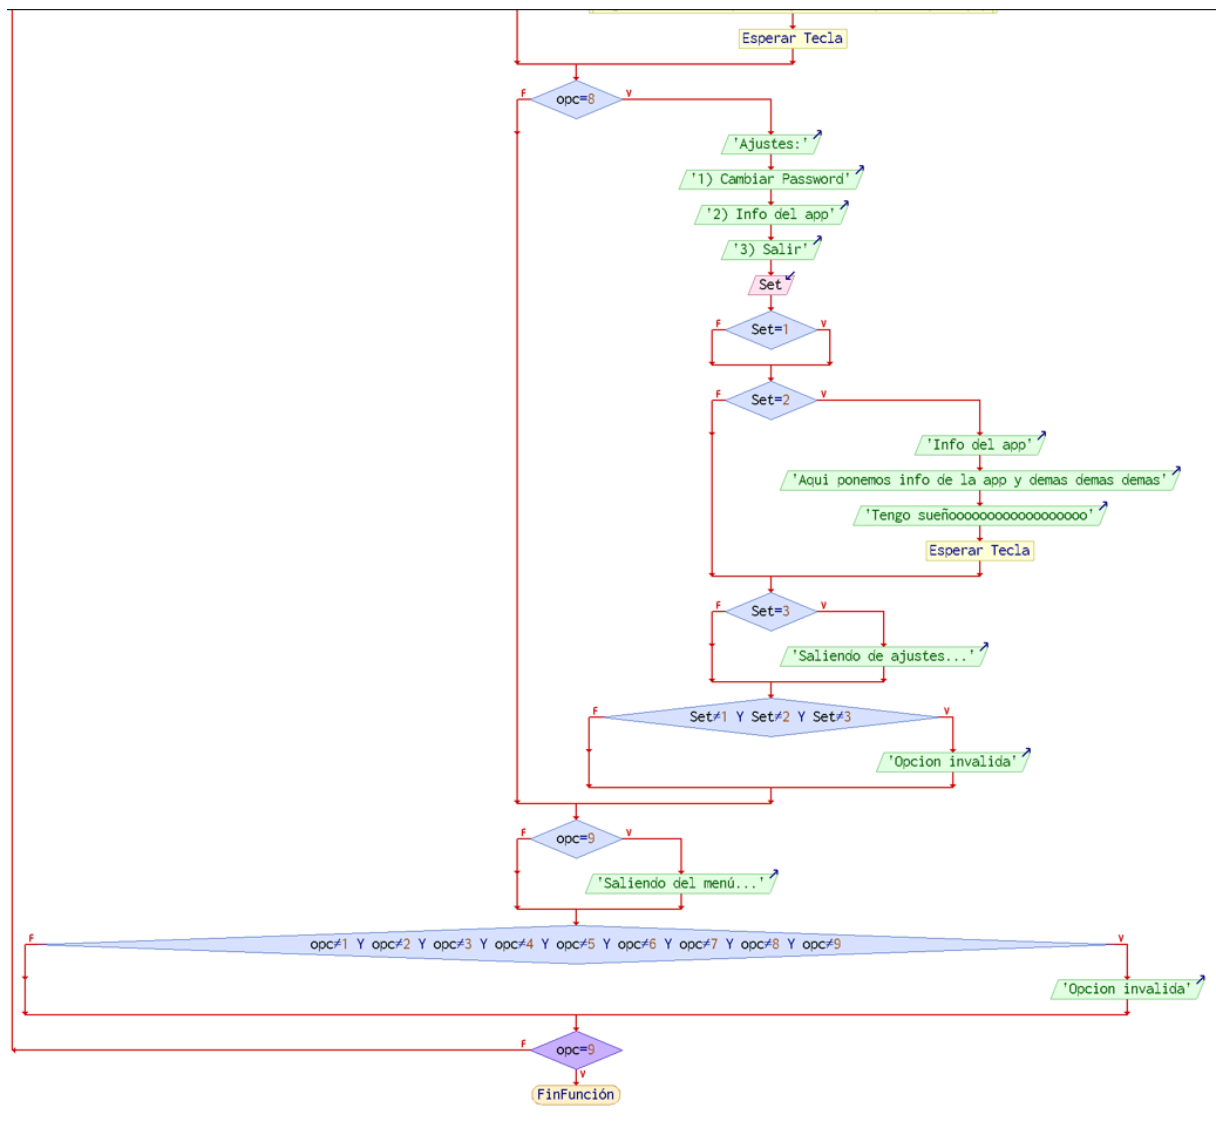 Esperar Tecla
opc=8
F
V
'Ajustes:'
'1) Cambiar Password'
'2) Info del app'
'3) Salir'
Set
Set=1
F
V
Set=2
F
V
'Info del app'
'Aqui ponemos info de la app y demas demas demas'
'Tengo sueñoooooooooooooooooo'
Esperar Tecla
Set=3
F
V
'Saliendo de ajustes...'
Set≠1 Y Set≠2 Y Set≠3
F
V
'Opcion invalida'
opc=9
F
V
'Saliendo del menú...'
opc≠1 Y opc≠2 Y opc≠3 Y opc≠4 Y opc≠5 Y opc≠6 Y opc≠7 Y opc≠8 Y opc≠9
F
V
'Opcion invalida'
opc=9
F
V
FinFunción